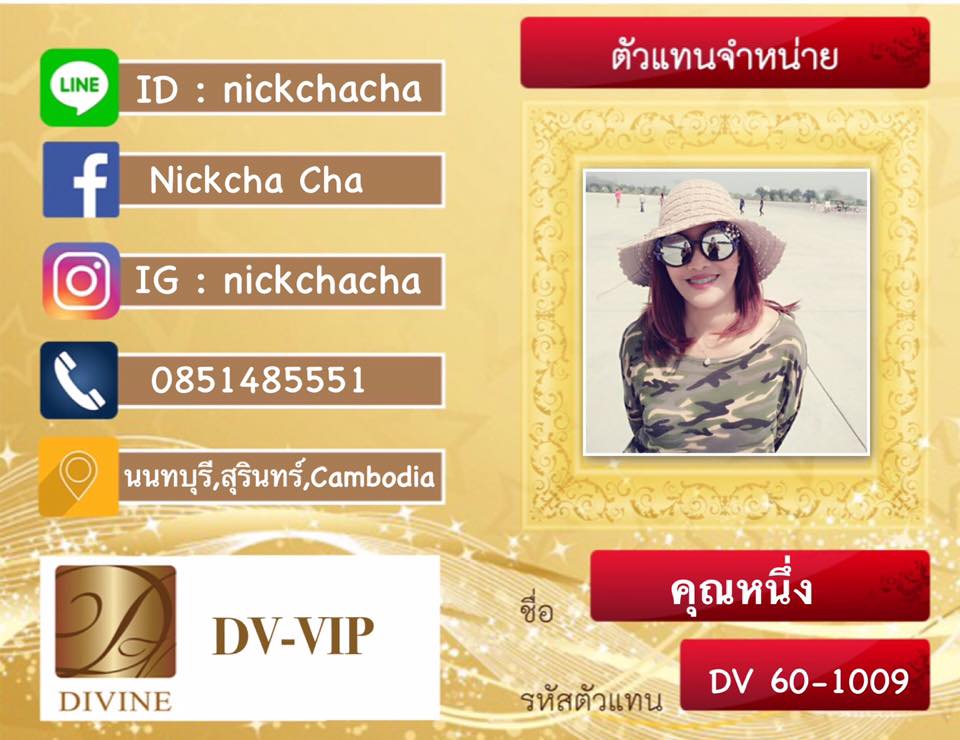 LINE
ID : nickchacha
Nickcha Cha
IG : nickchacha
0851485551
นนทบุรี,สุรินทร์,Cambodia
DV-VIP
DIVINE
ตัวแทนจำหน่าย
ชื่อ
คุณหนึ่ง
รหัสตัวแทน
DV 60-1009